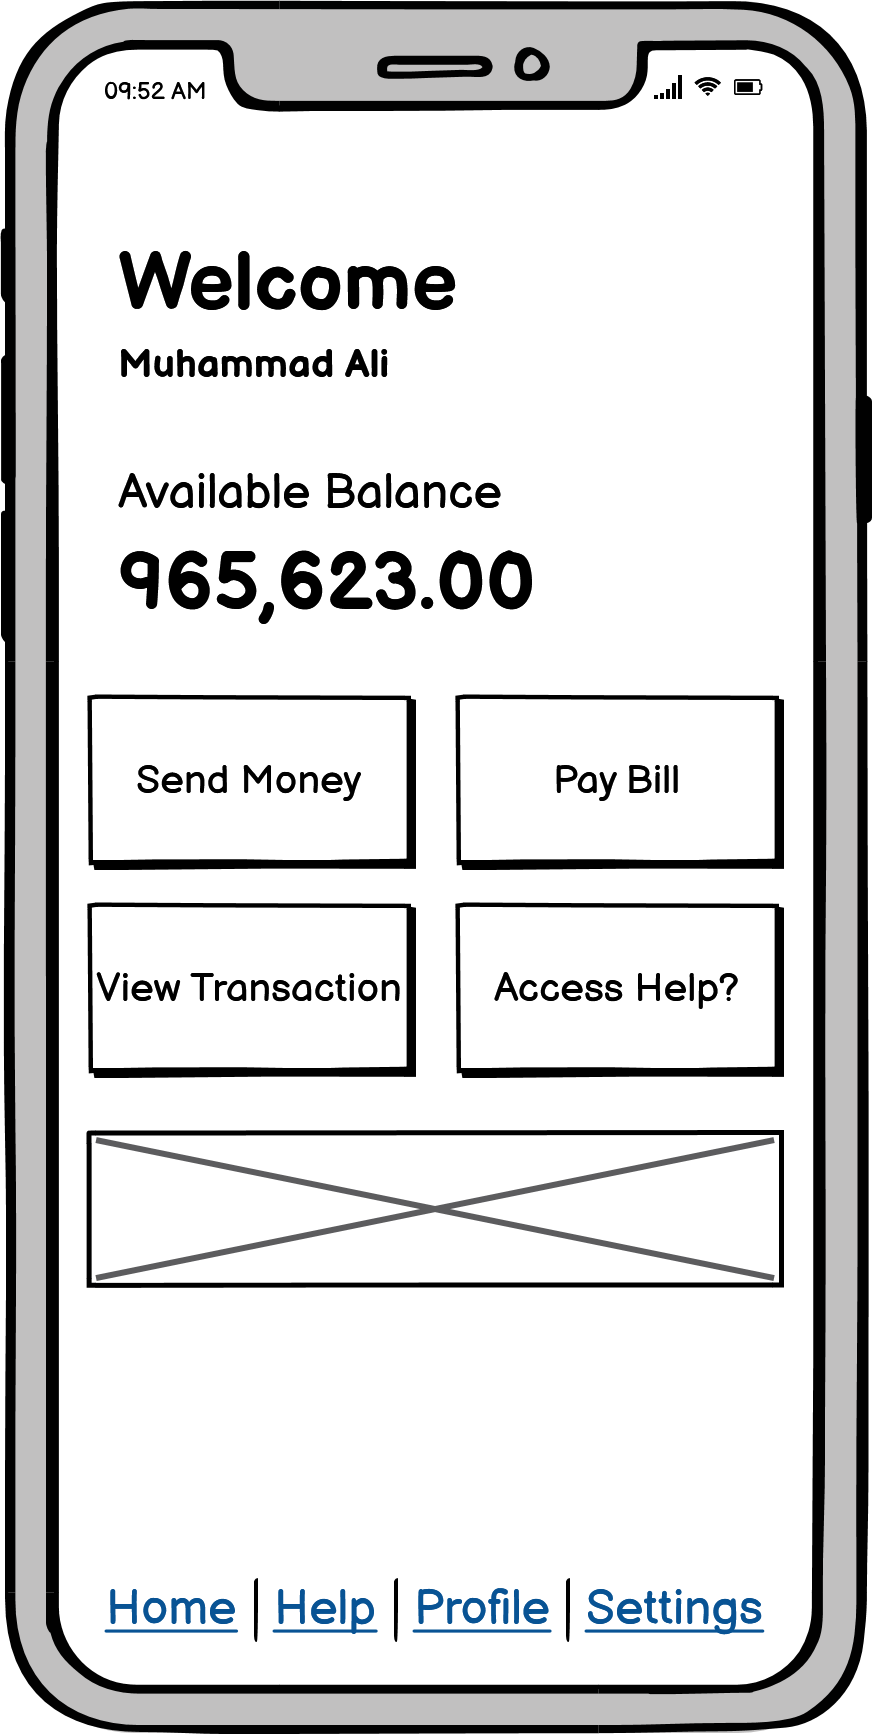 09:52 AM
Welcome
Muhammad Ali
Available Balance
965,623.00
Send Money
Pay Bill
View Transaction
Access Help?
Home | Help | Profile | Settings